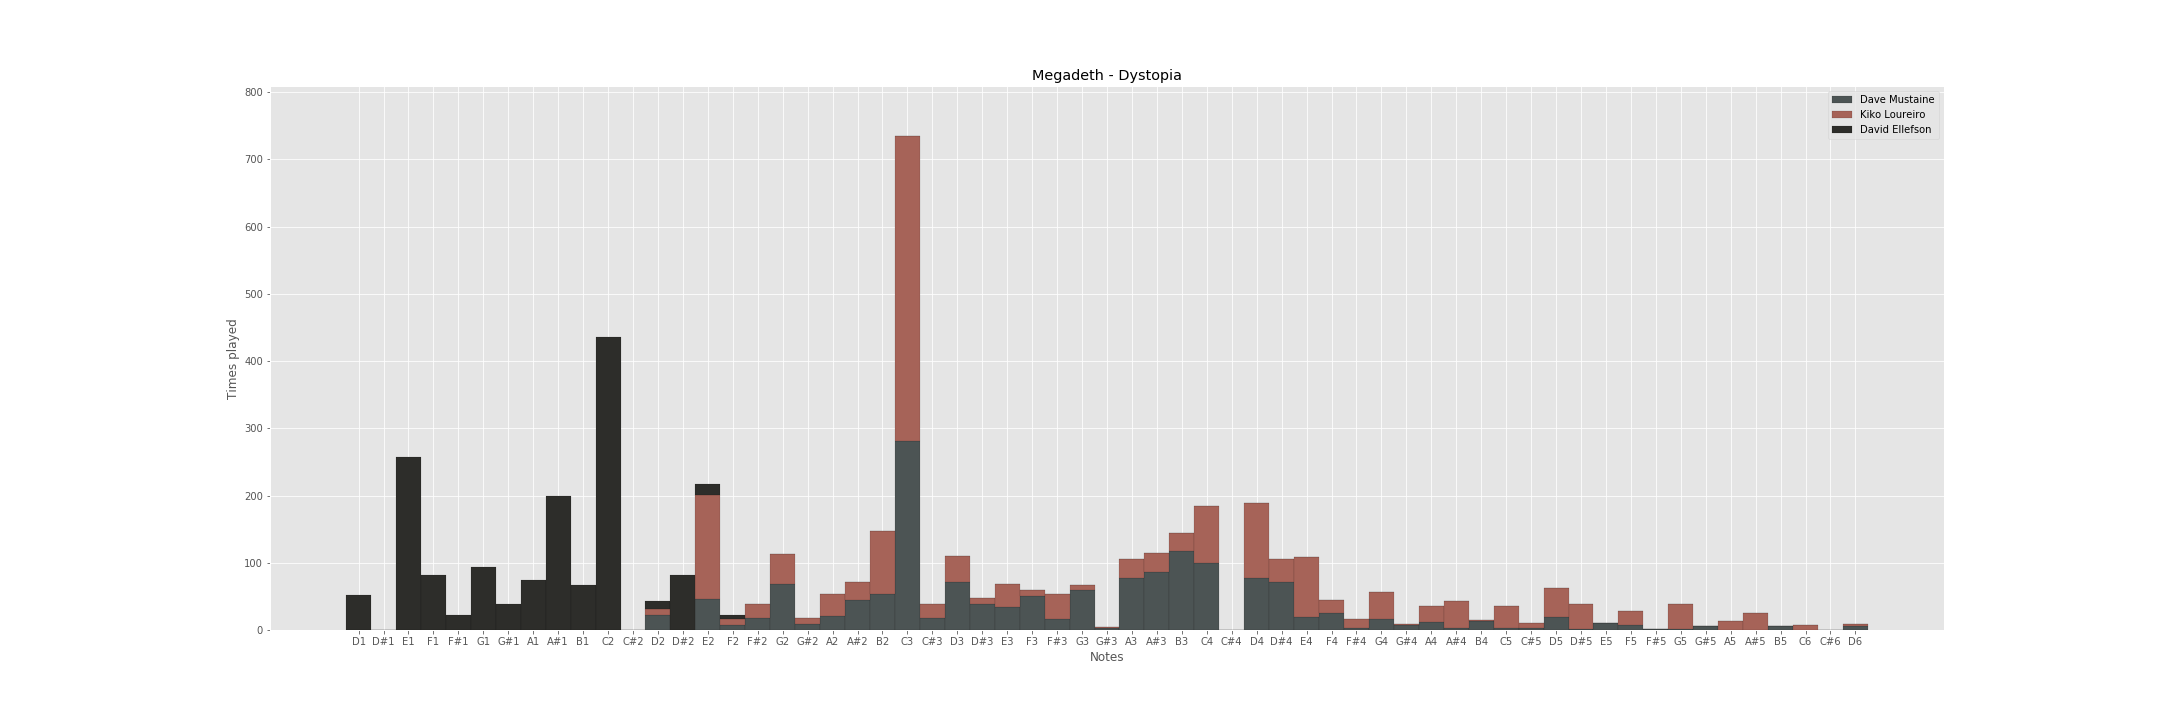 Megadeth - Dystopia
Dave Mustaine
Kiko Loureiro
David Ellefson
Times played
800
700
600
500
400
300
200
100
0
D1 D#1 E1 F1 F#1 G1 G#1 A1 A#1 B1 C2 C#2 D2 D#2 E2 F2 F#2 G2 G#2 A2 A#2 B2 C3 C#3 D3 D#3 E3 F3 F#3 G3 G#3 A3 A#3 B3 C4 C#4 D4 D#4 E4 F4 F#4 G4 G#4 A4 A#4 B4 C5 C#5 D5 D#5 E5 F5 F#5 G5 G#5 A5 A#5 B5 C6 C#6 D6
Notes